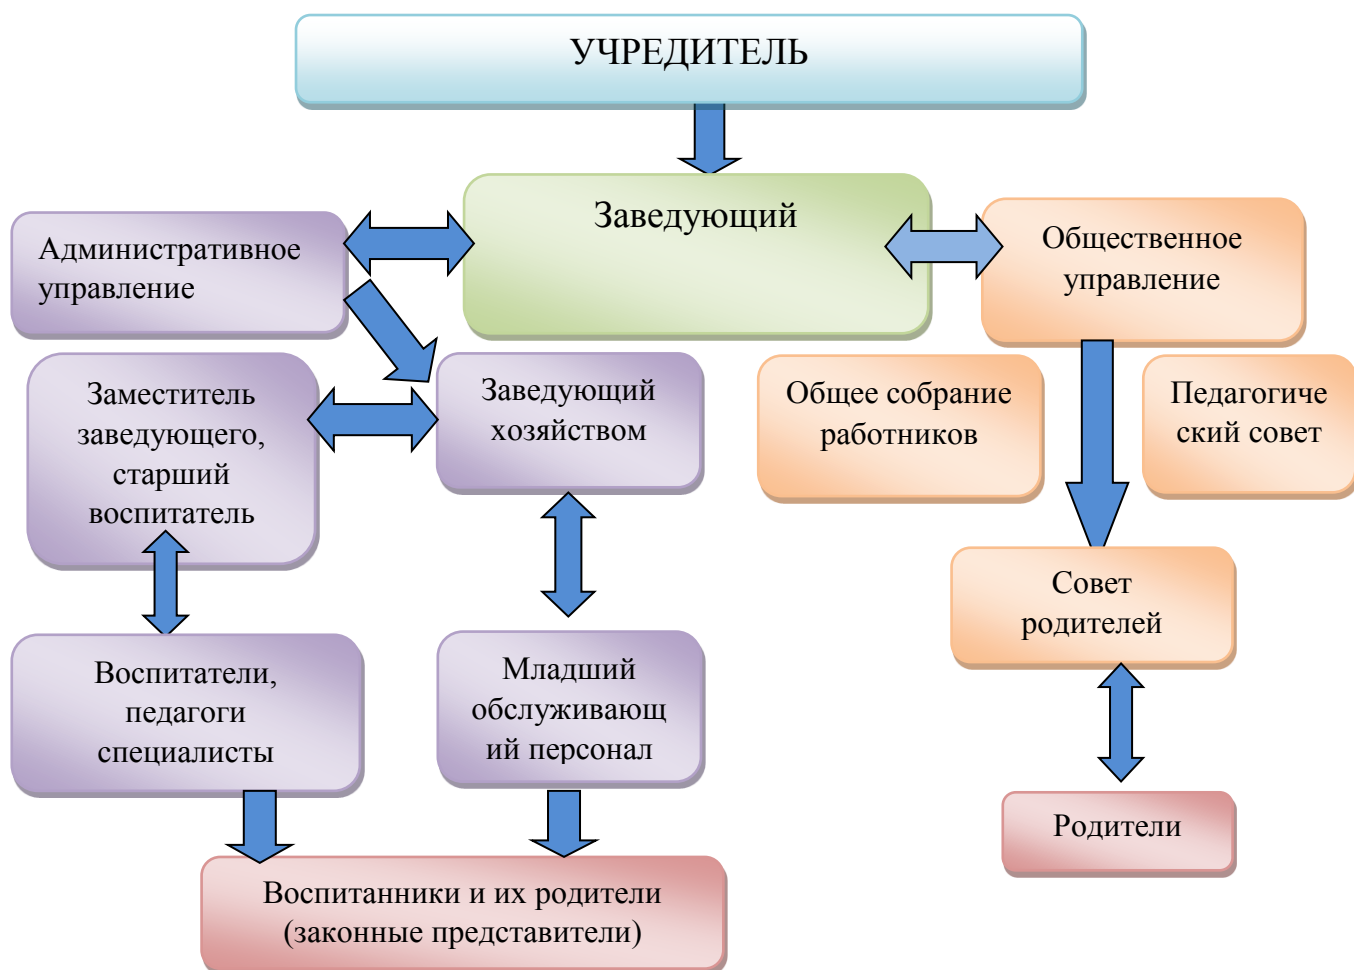 УЧРЕДИТЕЛЬ
Заведующий
Административное
управление
Общественное
управление
Заместитель
заведующего,
старший
воспитатель
Заведующий
хозяйством
Общее собрание
работников
Педагогиче
ский совет
Совет
родителей
Воспитатели,
педагоги
специалисты
Младший
обслуживающ
ий персонал
Родители
Воспитанники и их родители
(законные представители)